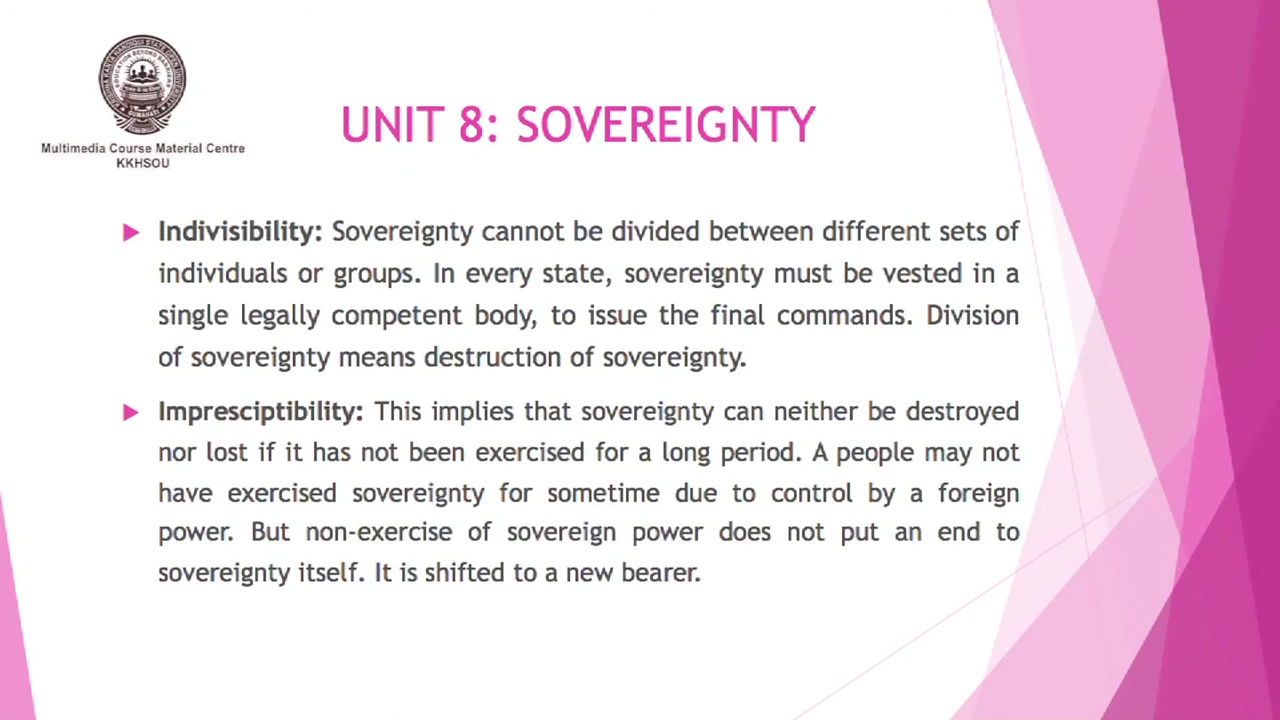 Multimedia Course Material Centre
KKHSOU
UNIT 8: SOVEREIGNTY
Indivisibility: Sovereignty cannot be divided between different sets of
individuals or groups. In every state, sovereignty must be vested in a
single legally competent body, to issue the final commands. Division
of sovereignty means destruction of sovereignty.
Impresciptibility: This implies that sovereignty can neither be destroyed
nor lost if it has not been exercised for a long period. A people may not
have exercised sovereignty for sometime due to control by a foreign
power. But non-exercise of sovereign power does not put an end to
sovereignty itself. It is shifted to a new bearer.